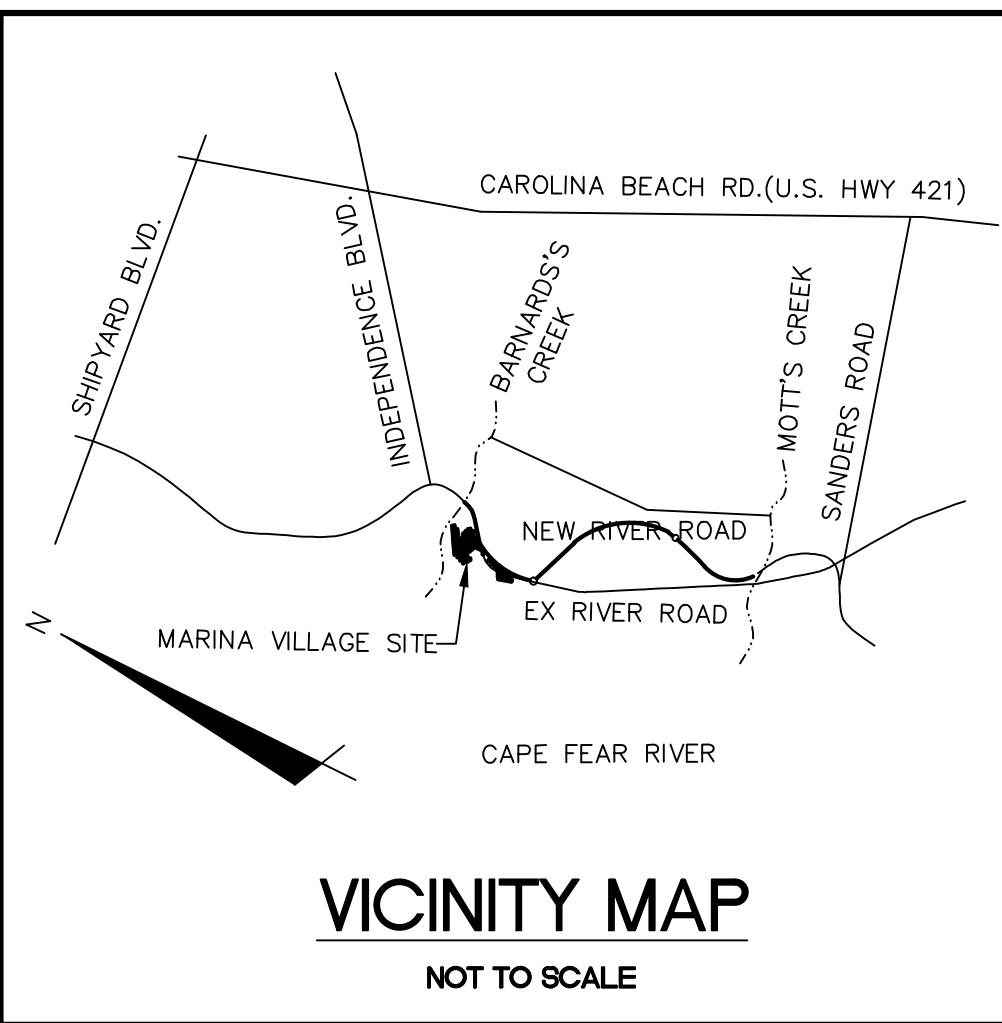 CAROLINA BEACH RD.(U.S. HWY 421)
SHIPYARD BLVD.
INDEPENDENCE BLVD.
BARNARDS'S
CREEK
MOTT'S CREEK
SANDERS ROAD
NEW RIVER ROAD
EX RIVER ROAD
N
MARINA VILLAGE SITE
CAPE FEAR RIVER
VICINITY MAP
NOT TO SCALE